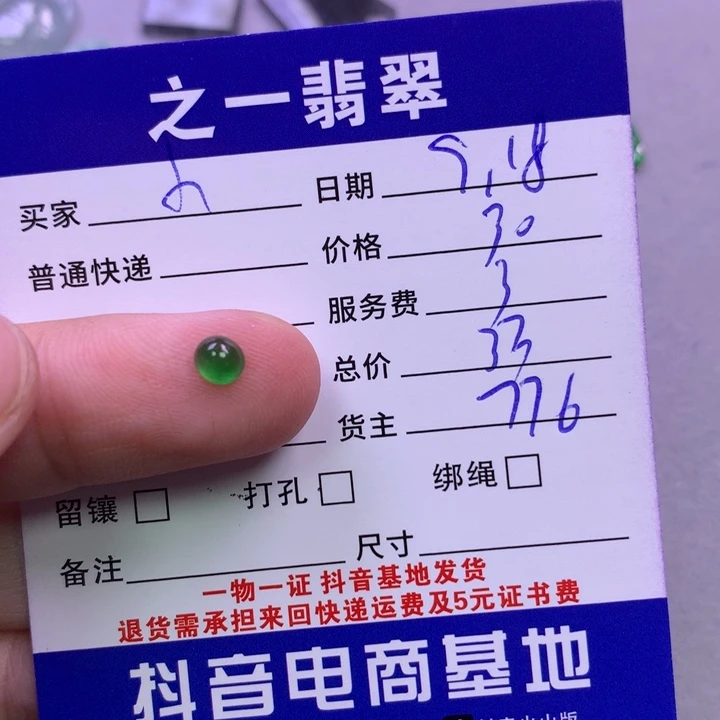 之一翡翠
买家 日期 9.18
普通快递 价格 30
服务费 3
总价 33
货主 776
留镶 打孔 绑绳
备注 尺寸
一物一证 抖音基地发货
退货需承担来回快递运费及5元证书费
抖音电商基地